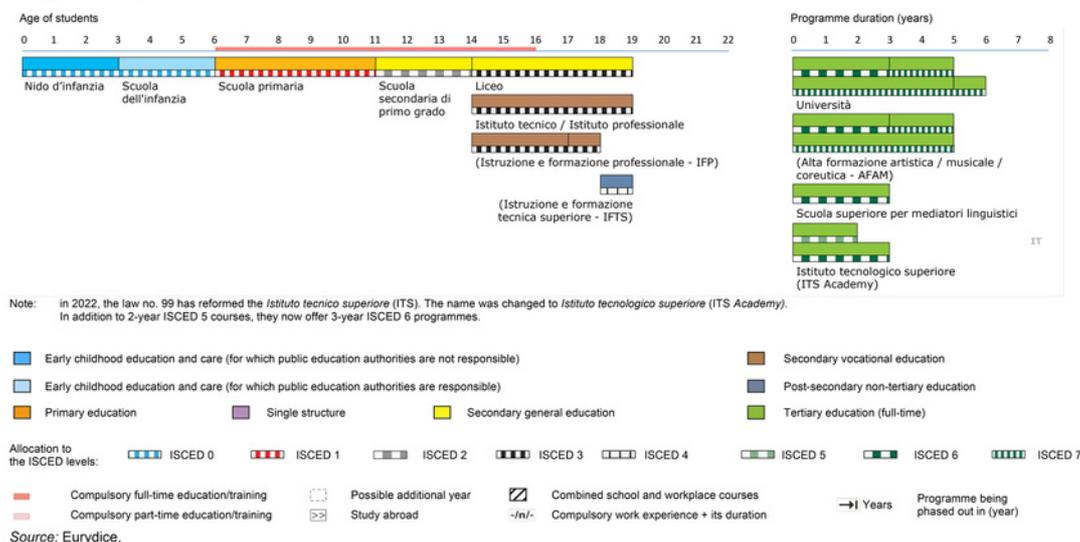 Age of students
Programme duration (years)
0 1 2 3 4 5 6 7 8 9 10 11 12 13 14 15 16 17 18 19 20 21 22
0 1 2 3 4 5 6 7 8
Nido d'infanzia
Scuola
dell'infanzia
Scuola primaria
Scuola
secondaria di
primo grado
Liceo
Istituto tecnico / Istituto professionale
(Istruzione e formazione professionale - IFP)
(Istruzione e formazione
tecnica superiore - IFTS)
Università
(Alta formazione artistica / musicale /
coreutica - AFAM)
Scuola superiore per mediatori linguistici
IT
Istituto tecnologico superiore
(ITS Academy)
Note: in 2022, the law no. 99 has reformed the Istituto tecnico superiore (ITS). The name was changed to Istituto tecnologico superiore (ITS Academy).
In addition to 2-year ISCED 5 courses, they now offer 3-year ISCED 6 programmes.
Early childhood education and care (for which public education authorities are not responsible)
Secondary vocational education
Early childhood education and care (for which public education authorities are responsible)
Post-secondary non-tertiary education
Primary education
Single structure
Secondary general education
Tertiary education (full-time)
Allocation to
the ISCED levels:
ISCED 0
ISCED 1
ISCED 2
ISCED 3
ISCED 4
ISCED 5
ISCED 6
ISCED 7
Compulsory full-time education/training
Possible additional year
Combined school and workplace courses
Years
Programme being
phased out in (year)
Compulsory part-time education/training
>> Study abroad
-/n/- Compulsory work experience + its duration
Source: Eurydice.